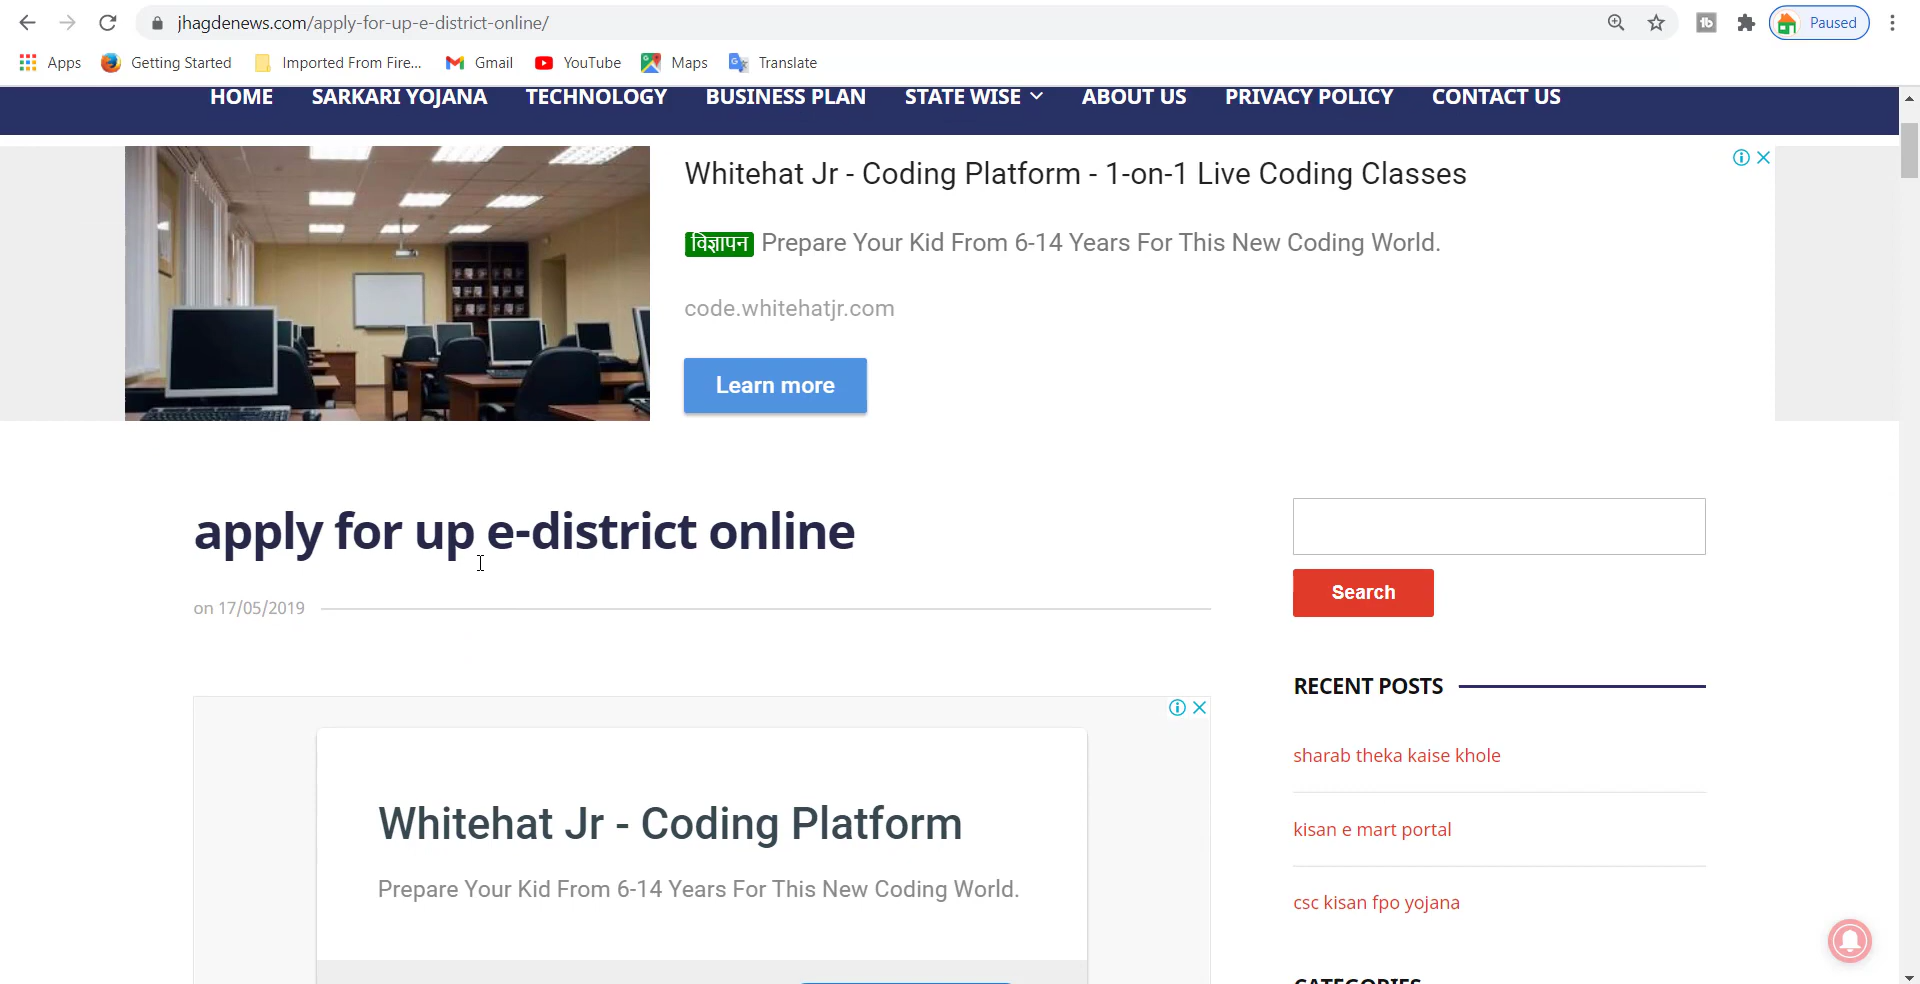 jhagdenews.com/apply-for-up-e-district-online/
Paused
Apps Getting Started Imported From Fire... Gmail YouTube Maps Translate
HOME SARKARI YOJANA TECHNOLOGY BUSINESS PLAN STATE WISE ABOUT US PRIVACY POLICY CONTACT US
Whitehat Jr - Coding Platform - 1-on-1 Live Coding Classes
विज्ञापन Prepare Your Kid From 6-14 Years For This New Coding World.
code.whitehatjr.com
Learn more
apply for up e-district online
on 17/05/2019
Search
RECENT POSTS
sharab theka kaise khole
kisan e mart portal
csc kisan fpo yojana
CATEGORIES
Whitehat Jr - Coding Platform
Prepare Your Kid From 6-14 Years For This New Coding World.